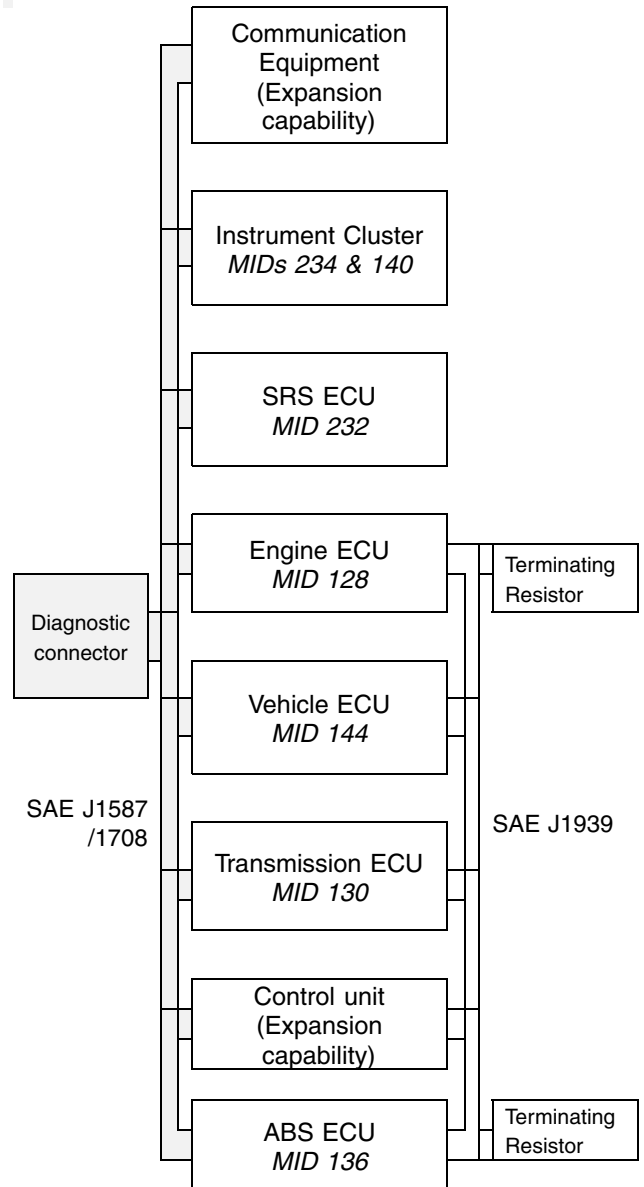 Communication
Equipment
(Expansion
capability)
Instrument Cluster
MIDs 234 & 140
SRS ECU
MID 232
Engine ECU
MID 128
Terminating
Resistor
Diagnostic
connector
Vehicle ECU
MID 144
SAE J1587
/1708
SAE J1939
Transmission ECU
MID 130
Control unit
(Expansion
capability)
ABS ECU
MID 136
Terminating
Resistor